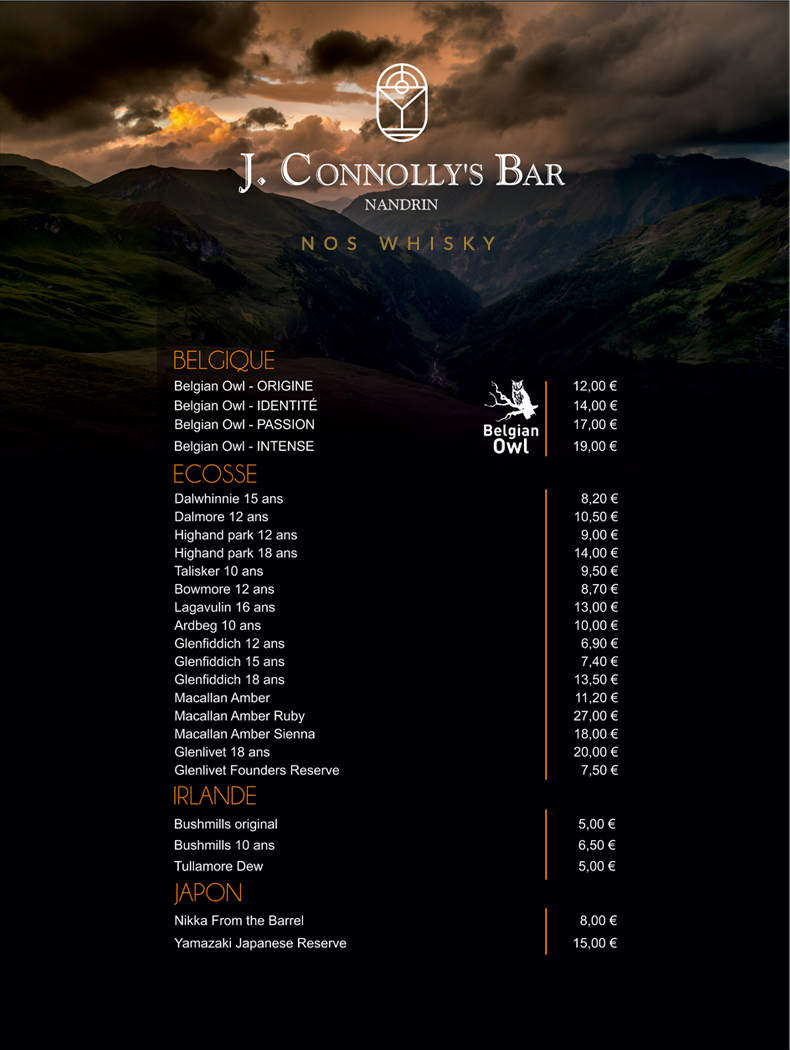 J. CONNOLLY'S BAR
NANDRIN
NOS WHISKY
BELGIQUE
Belgian Owl - ORIGINE 12,00 €
Belgian Owl - IDENTITÉ 14,00 €
Belgian Owl - PASSION 17,00 €
Belgian Owl - INTENSE 19,00 €
Belgian
Owl
ECOSSE
Dalwhinnie 15 ans 8,20 €
Dalmore 12 ans 10,50 €
Highand park 12 ans 9,00 €
Highand park 18 ans 14,00 €
Talisker 10 ans 9,50 €
Bowmore 12 ans 8,70 €
Lagavulin 16 ans 13,00 €
Ardbeg 10 ans 10,00 €
Glenfiddich 12 ans 6,90 €
Glenfiddich 15 ans 7,40 €
Glenfiddich 18 ans 13,50 €
Macallan Amber 11,20 €
Macallan Amber Ruby 27,00 €
Macallan Amber Sienna 18,00 €
Glenlivet 18 ans 20,00 €
Glenlivet Founders Reserve 7,50 €
IRLANDE
Bushmills original 5,00 €
Bushmills 10 ans 6,50 €
Tullamore Dew 5,00 €
JAPON
Nikka From the Barrel 8,00 €
Yamazaki Japanese Reserve 15,00 €